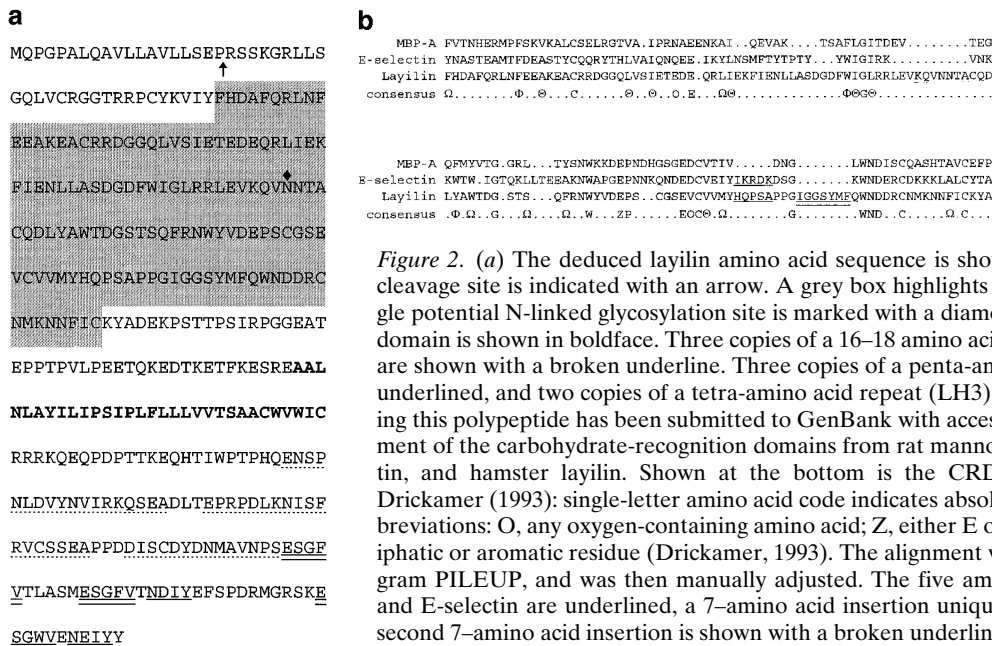 a
MQPGPALQAVLLAVLLSEPRSSKGRLLS
GQLVCRGGTRRPCYKVIYFHDAFQRLNF
EEAKEACRRDGGQLVSIETEDEQRLIEK
FIENLLASDGDFWIGLRRLEVKQVNNTA
CQDLYAWTDGSTSQFRNWYVDEPSCGSE
VCVVMYHQPSAPPGIGGSYMFQWNDDRC
NMKNNFICKYADEKPSTTPSIRPGGEAT
EPPTPVLPEETQKEDTKETFKESREAAL
NLAYILIPSIPLFLLLVVTSAACWVWIC
RRRKQEQPDPTTKEQHTIWPTPHQENSP
NLDVYNVIRKQSEADLTEPRPDLKNISF
RVCSSEAPPDDISCDYDNMAVNPSESGF
VTLASMESGFVTNDIYEFSPDRMGRSKE
SGWVENEIYY
b
MBP-A FVTNHERMPFSKVKALCSELRGTVA.IPRNAEENKAI..QEVAK....TSAFLGITDEV......TEG
E-selectin YNASTEAMTFDEASTYCQQRYTHLVAIQNQEE.IKYLNSMFTYTPTY...YWIGIRK........VNK
Layilin FHDAFQRLNFEEAKEACRRDGGQLVSIETEDE.QRLIEKFIENLLASDGDFWIGLRRLEVKQVNNTACQD
consensus Ω......Φ..Θ...C......Θ..Θ..O.E...ΩΘ..............ΦΘGΘ................
MBP-A QFMYVTG.GRL...TYSNWKKDEPNDHGSGEDCVTIV.....DNG.......LWNDISCQASHTAVCEFP
E-selectin KWTW.IGTQKLLTEEAKNWAPGEPNNKQNDEDCVEIYIKRDKDSG.......KWNDERCDKKKLALCYTA
Layilin LYAWTDG.STS...QFRNWYVDEPS..CGSEVCVVMYHQPSAPPGIGGSYMFQWNDDRCNMKNNFICKYA
consensus .Φ.Ω...G.......Ω...Ω..ZP....EOCΘ.Ω........G.........WND..C......Ω.C..
Figure 2. (a) The deduced layilin amino acid sequence is sho
cleavage site is indicated with an arrow. A grey box highlights
gle potential N-linked glycosylation site is marked with a diam
domain is shown in boldface. Three copies of a 16–18 amino aci
are shown with a broken underline. Three copies of a penta-am
underlined, and two copies of a tetra-amino acid repeat (LH3)
ing this polypeptide has been submitted to GenBank with acces
ment of the carbohydrate-recognition domains from rat manno
tin, and hamster layilin. Shown at the bottom is the CRD
Drickamer (1993): single-letter amino acid code indicates absol
breviations: O, any oxygen-containing amino acid; Z, either E o
iphatic or aromatic residue (Drickamer, 1993). The alignment w
gram PILEUP, and was then manually adjusted. The five am
and E-selectin are underlined, a 7–amino acid insertion uniqu
second 7–amino acid insertion is shown with a broken underlin